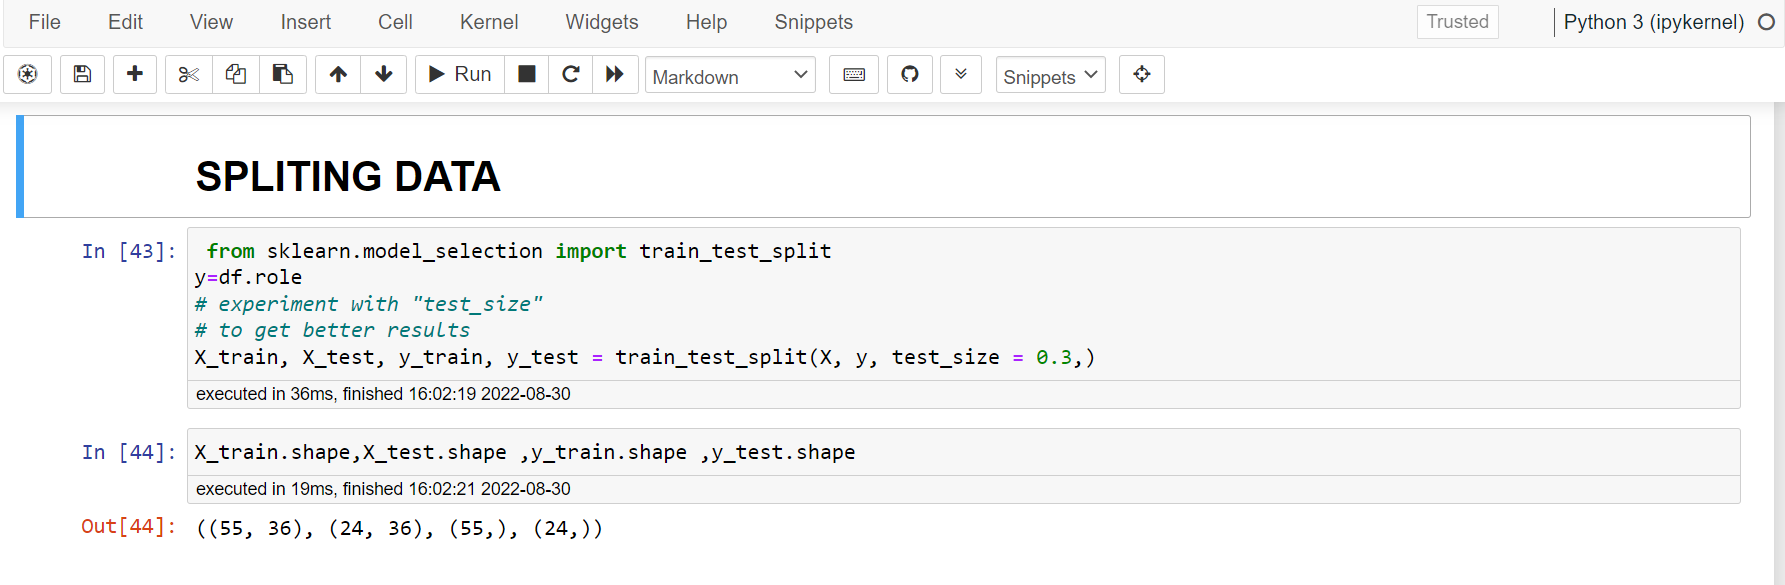 File Edit View Insert Cell Kernel Widgets Help Snippets Trusted Python 3 (ipykernel)
Run Markdown Snippets
SPLITING DATA
In [43]: from sklearn.model_selection import train_test_split
y=df.role
# experiment with "test_size"
# to get better results
X_train, X_test, y_train, y_test = train_test_split(X, y, test_size = 0.3,)
executed in 36ms, finished 16:02:19 2022-08-30
In [44]: X_train.shape,X_test.shape ,y_train.shape ,y_test.shape
executed in 19ms, finished 16:02:21 2022-08-30
Out[44]: ((55, 36), (24, 36), (55,), (24,))